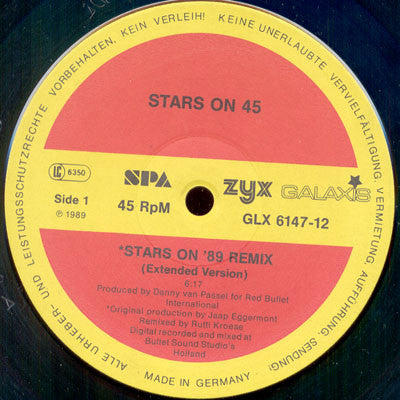 ALLE URHEBER- UND LEISTUNGSSCHUTZRECHTE VORBEHALTEN. KEIN VERLEIH! KEINE UNERLAUBTE VERVIELFÄLTIGUNG, VERMIETUNG, AUFFÜHRUNG, SENDUNG!
STARS ON 45
LC 6350
SPA
zyx GALAXIS
Side 1
45 RpM
GLX 6147-12
℗ 1989
*STARS ON '89 REMIX
(Extended Version)
6:17
Produced by Danny van Passel for Red Bullet
International
*Original production by Jaap Eggermont
Remixed by Rutti Kroese
Digital recorded and mixed at
Bullet Sound Studio's
Holland
MADE IN GERMANY